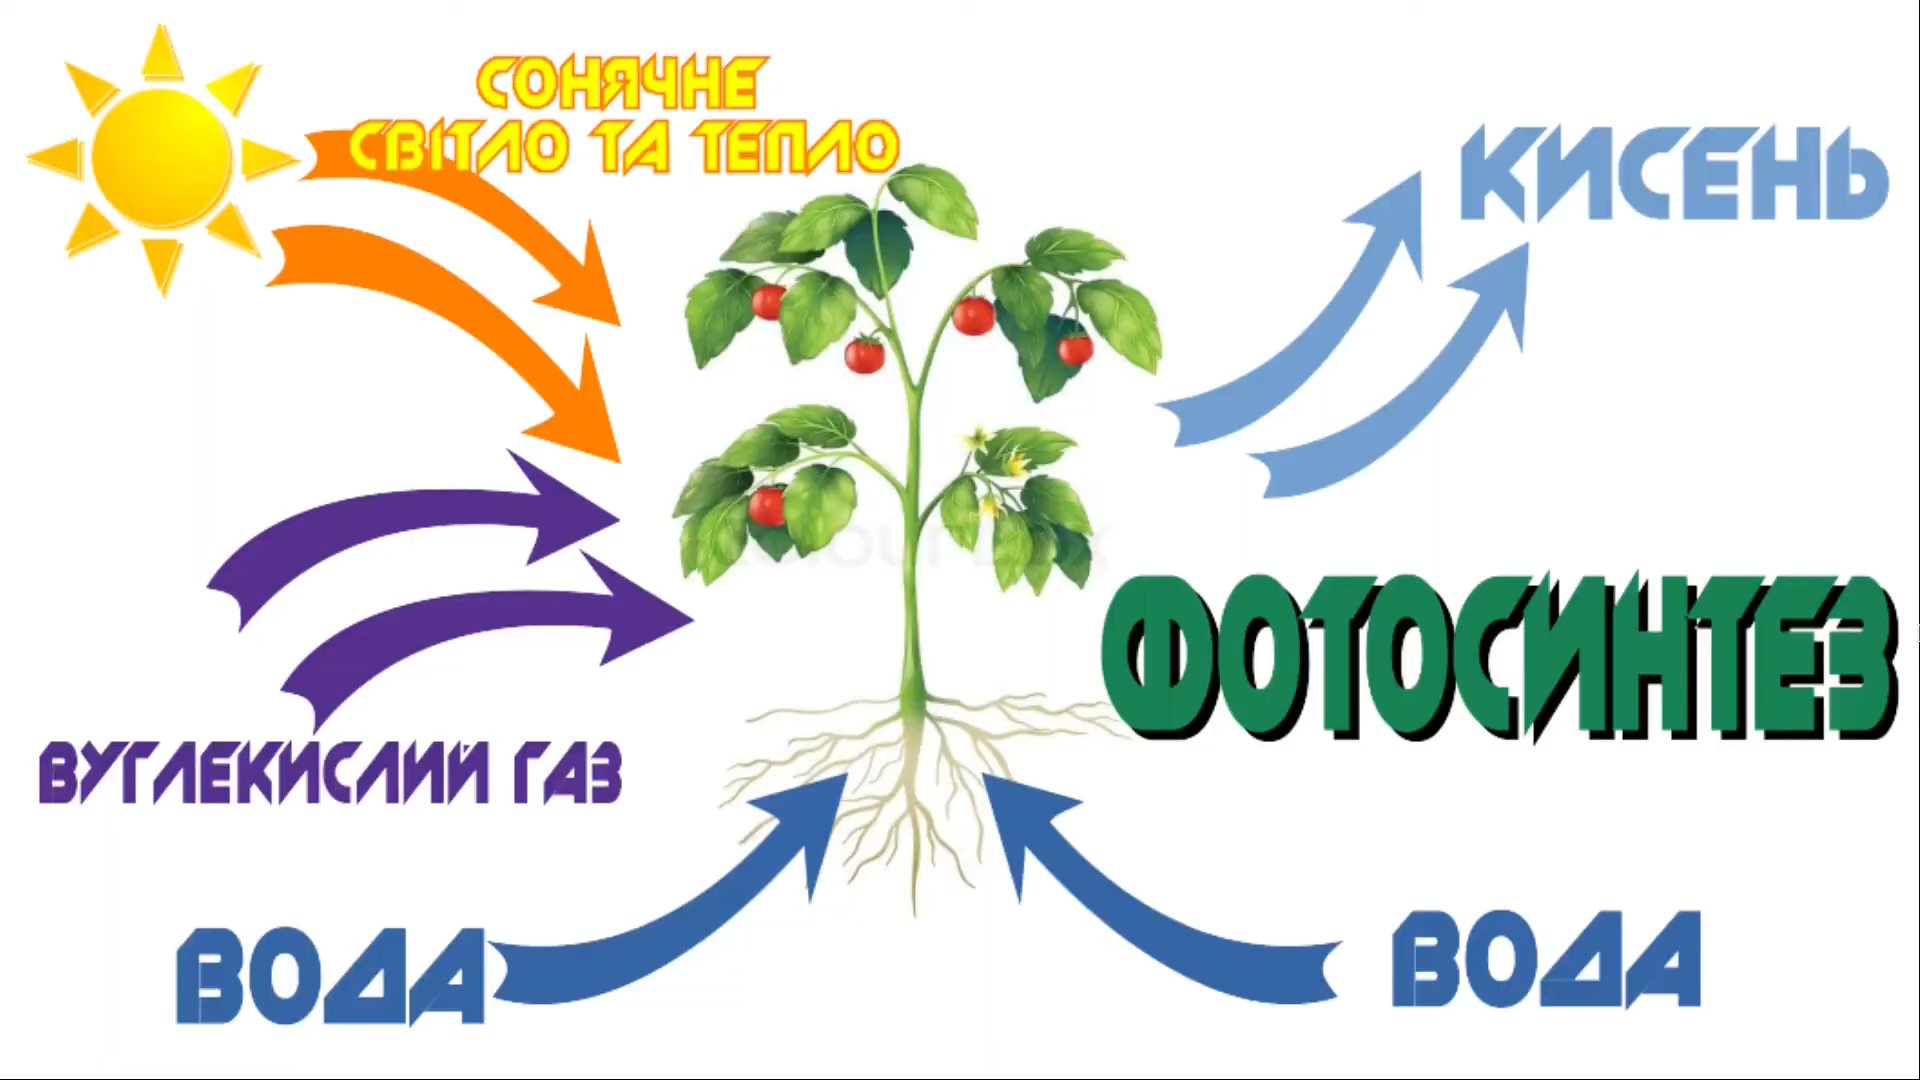 СОНЯЧНЕ
СВІТЛО ТА ТЕПЛО
КИСЕНЬ
ФОТОСИНТЕЗ
ВУГЛЕКИСЛИЙ ГАЗ
ВОДА
ВОДА